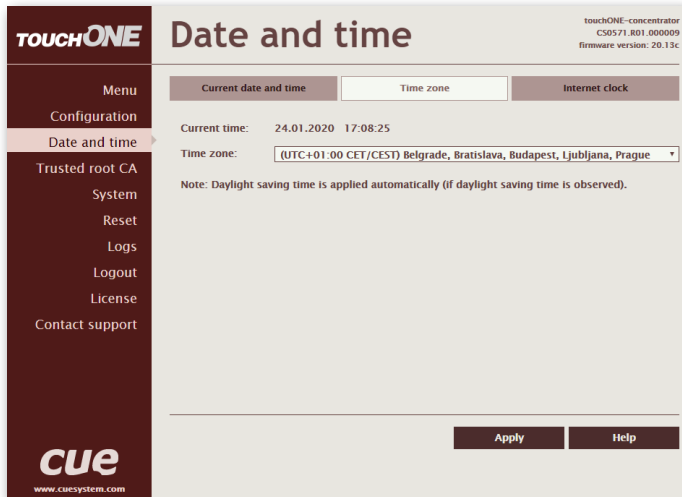 TOUCHONE
Date and time
touchONE-concentrator
CS0571.R01.000009
firmware version: 20.13c
Menu
Configuration
Date and time
Trusted root CA
System
Reset
Logs
Logout
License
Contact support
Current date and time
Time zone
Internet clock
Current time: 24.01.2020 17:08:25
Time zone: (UTC+01:00 CET/CEST) Belgrade, Bratislava, Budapest, Ljubljana, Prague
Note: Daylight saving time is applied automatically (if daylight saving time is observed).
Apply
Help
cue
www.cuesystem.com